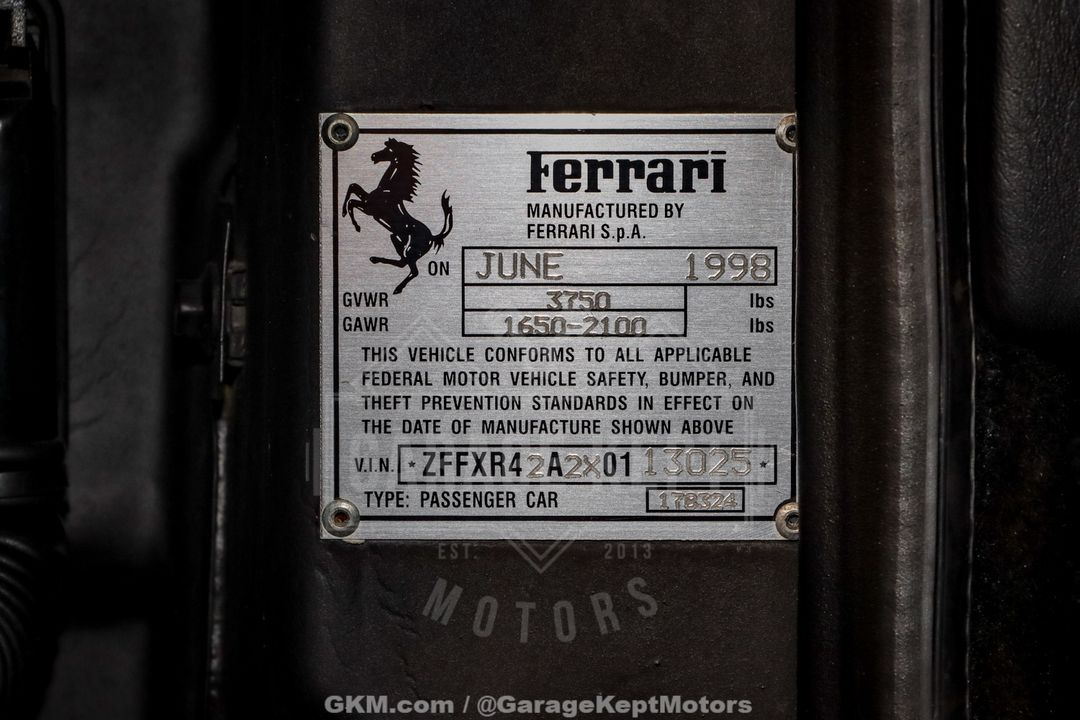 Ferrari
MANUFACTURED BY
FERRARI S.p.A.
ON JUNE 1998
GVWR 3750 lbs
GAWR 1650-2100 lbs
THIS VEHICLE CONFORMS TO ALL APPLICABLE
FEDERAL MOTOR VEHICLE SAFETY, BUMPER, AND
THEFT PREVENTION STANDARDS IN EFFECT ON
THE DATE OF MANUFACTURE SHOWN ABOVE
V.I.N. *ZFFXR42A2X0113025*
TYPE: PASSENGER CAR 178324
EST. 2013
MOTORS
GKM.com / @GarageKeptMotors